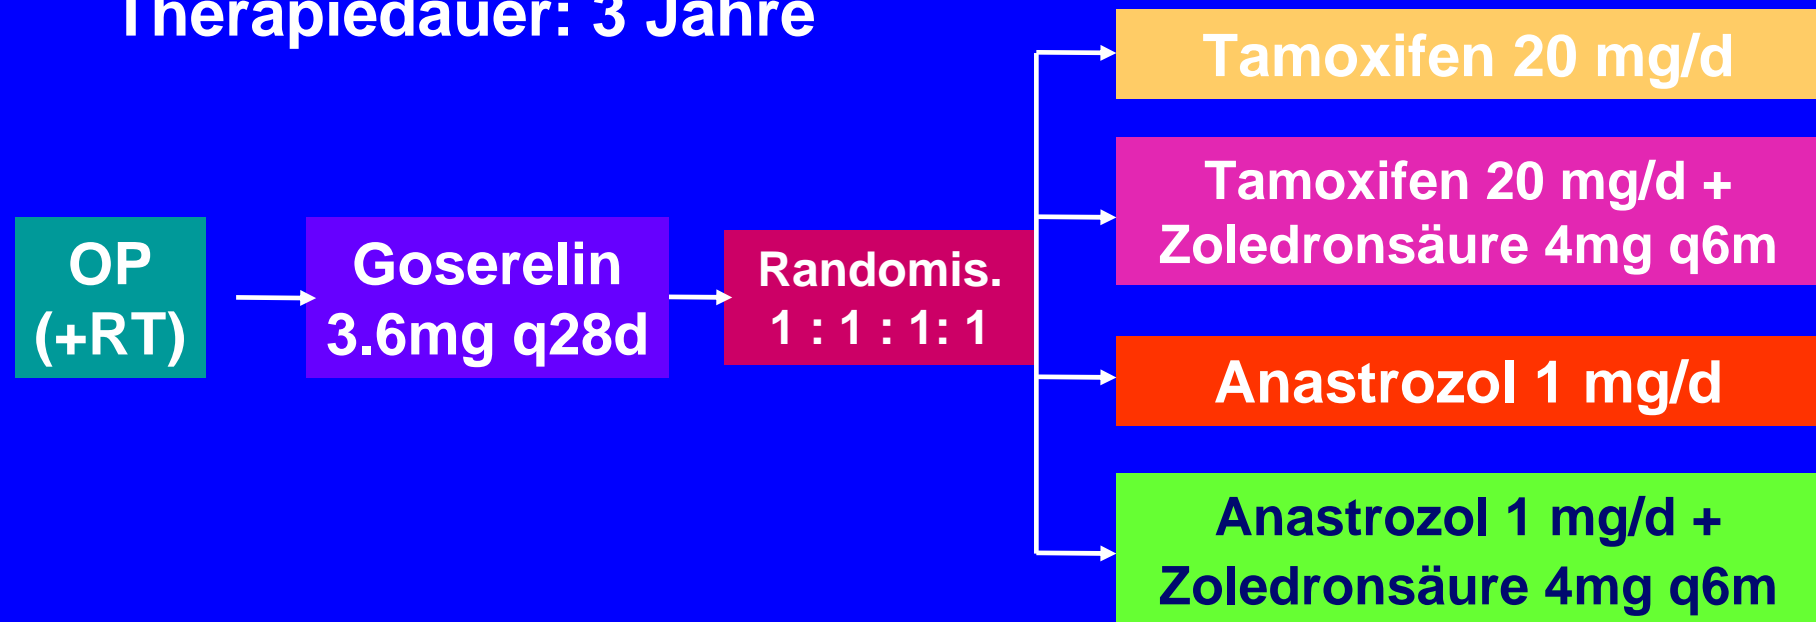 Therapiedauer: 3 Jahre
OP
(+RT)
Goserelin
3.6mg q28d
Randomis.
1 : 1 : 1: 1
Tamoxifen 20 mg/d
Tamoxifen 20 mg/d +
Zoledronsäure 4mg q6m
Anastrozol 1 mg/d
Anastrozol 1 mg/d +
Zoledronsäure 4mg q6m